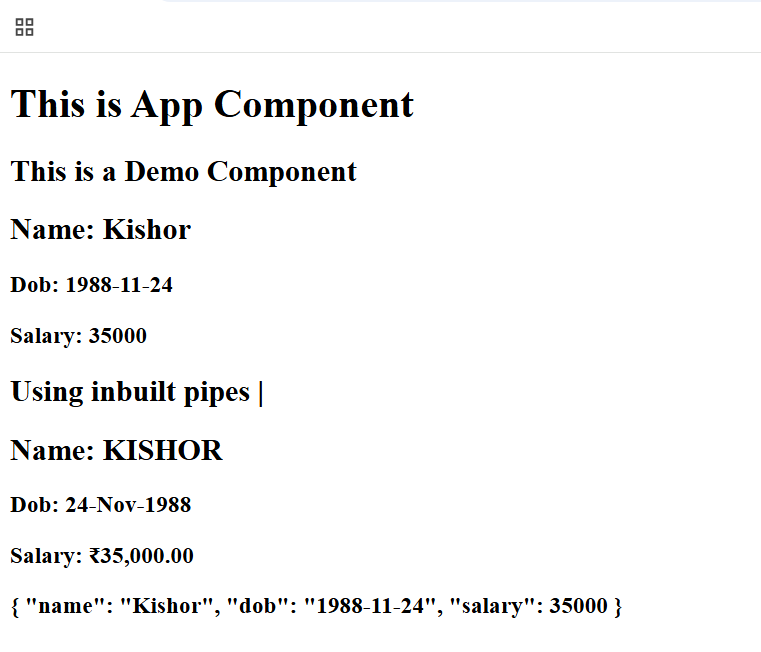 This is App Component
This is a Demo Component
Name: Kishor
Dob: 1988-11-24
Salary: 35000
Using inbuilt pipes |
Name: KISHOR
Dob: 24-Nov-1988
Salary: ₹35,000.00
{ "name": "Kishor", "dob": "1988-11-24", "salary": 35000 }